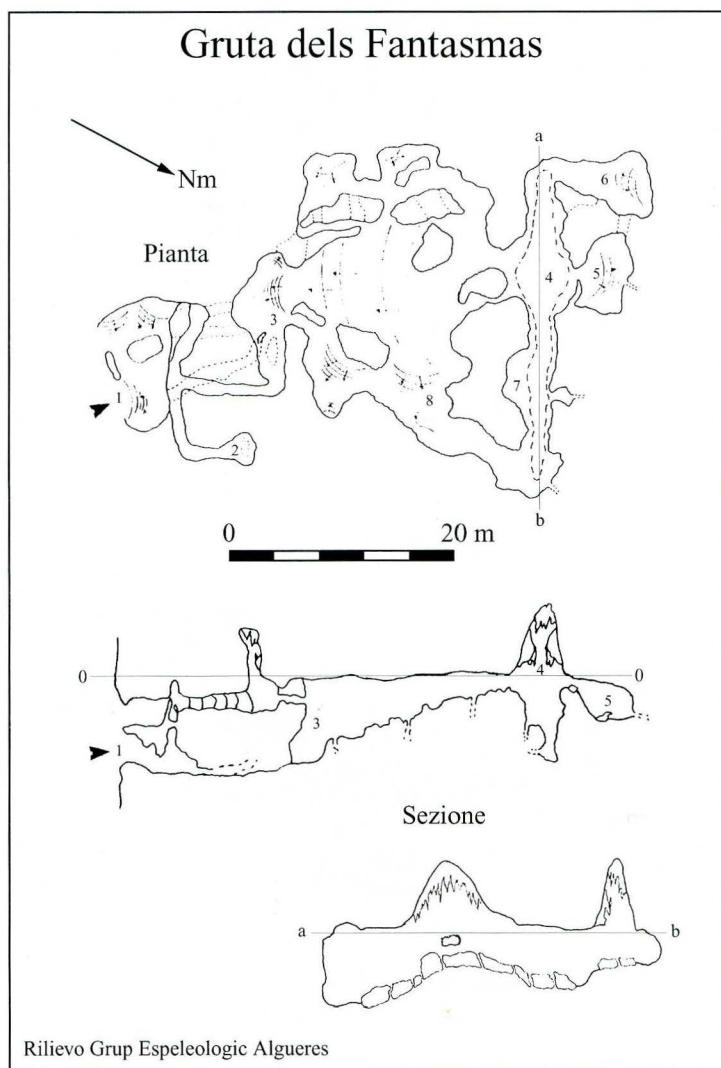 Gruta dels Fantasmas
a
Nm
6
Pianta
5
4
3
1
7
8
2
b
0 20 m
0 4 0
3 5
1
Sezione
a b
Rilievo Grup Espeleologic Algueres